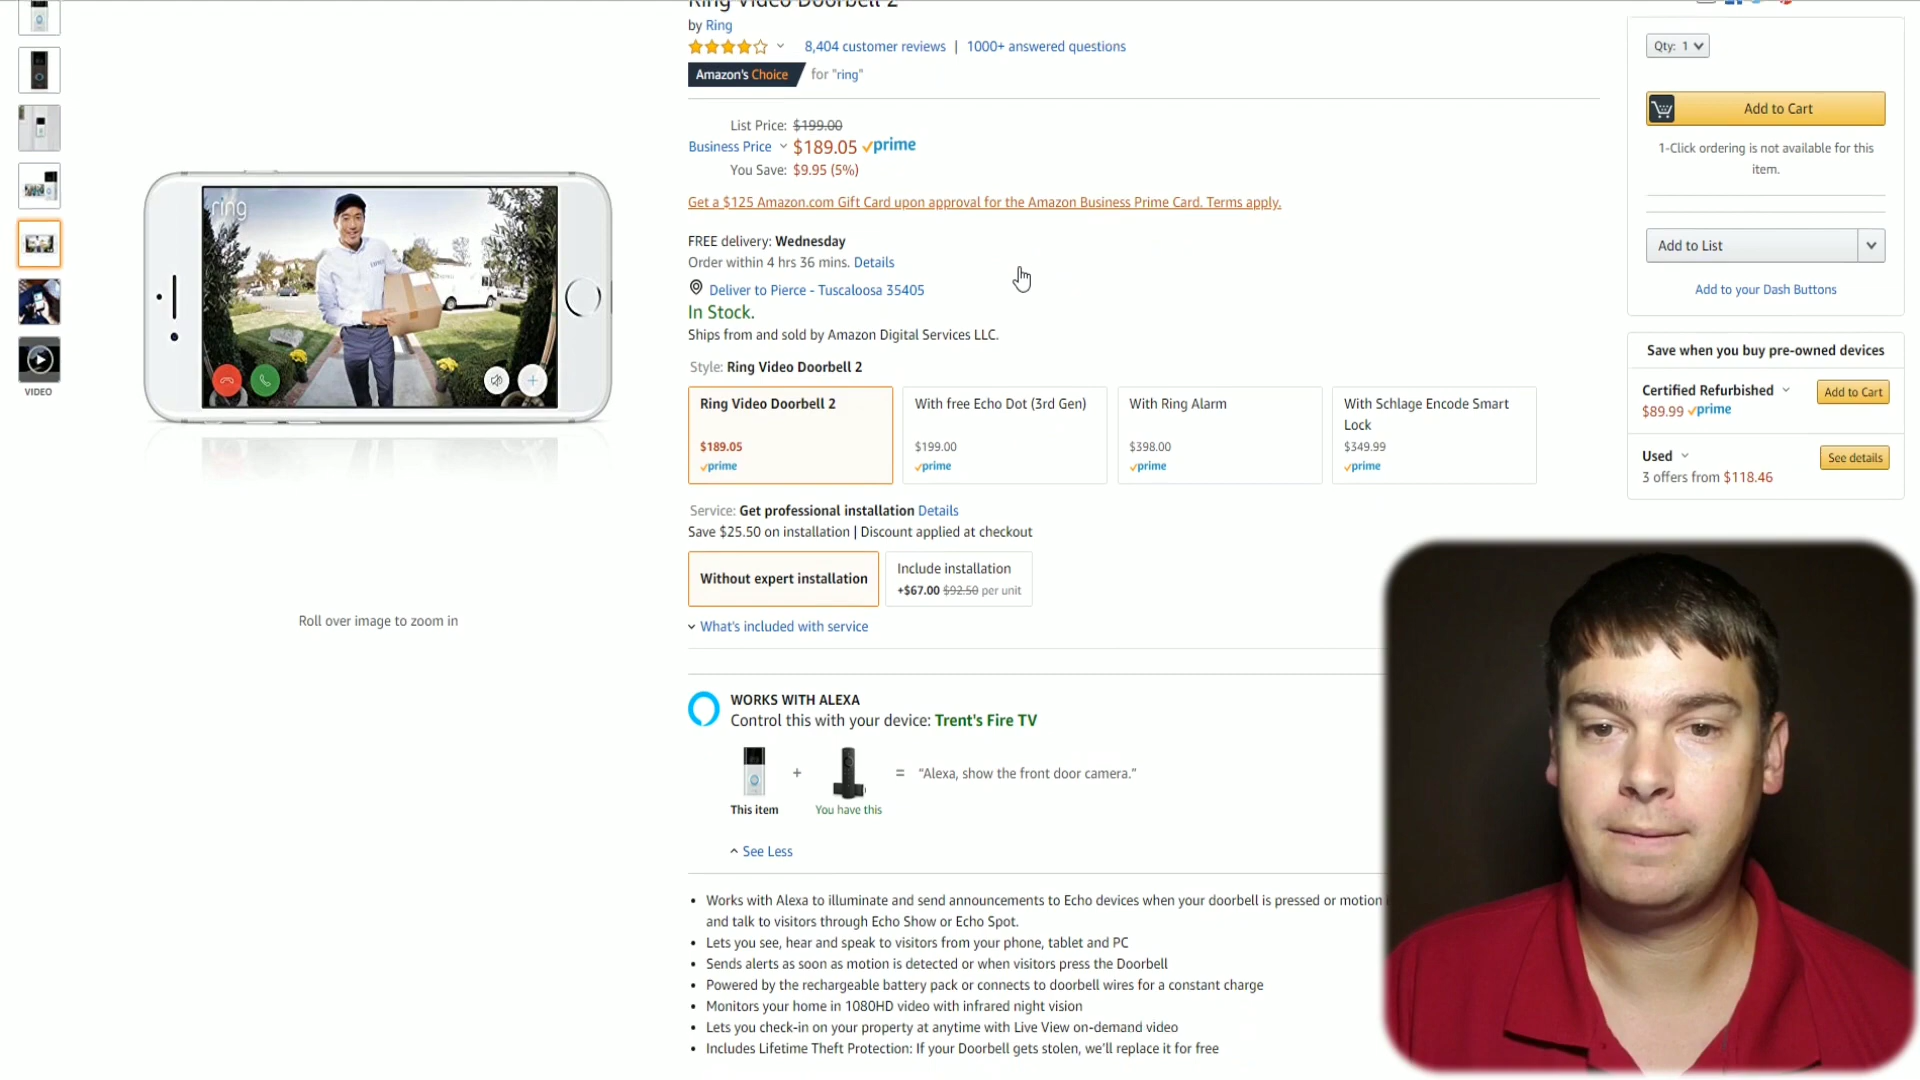 Ring Video Doorbell 2
by Ring
8,404 customer reviews | 1000+ answered questions
Amazon's Choice for "ring"
List Price: $199.00
Business Price $189.05 prime
You Save: $9.95 (5%)
Get a $125 Amazon.com Gift Card upon approval for the Amazon Business Prime Card. Terms apply.
FREE delivery: Wednesday
Order within 4 hrs 36 mins. Details
Deliver to Pierce - Tuscaloosa 35405
In Stock.
Ships from and sold by Amazon Digital Services LLC.
Style: Ring Video Doorbell 2
Ring Video Doorbell 2
$189.05
prime
With free Echo Dot (3rd Gen)
$199.00
prime
With Ring Alarm
$398.00
prime
With Schlage Encode Smart
Lock
$349.99
prime
Service: Get professional installation Details
Save $25.50 on installation | Discount applied at checkout
Without expert installation
Include installation
+$67.00 $92.50 per unit
What's included with service
WORKS WITH ALEXA
Control this with your device: Trent's Fire TV
+
= “Alexa, show the front door camera.”
This item
You have this
See Less
• Works with Alexa to illuminate and send announcements to Echo devices when your doorbell is pressed or motion
and talk to visitors through Echo Show or Echo Spot.
• Lets you see, hear and speak to visitors from your phone, tablet and PC
• Sends alerts as soon as motion is detected or when visitors press the Doorbell
• Powered by the rechargeable battery pack or connects to doorbell wires for a constant charge
• Monitors your home in 1080HD video with infrared night vision
• Lets you check-in on your property at anytime with Live View on-demand video
• Includes Lifetime Theft Protection: If your Doorbell gets stolen, we'll replace it for free
ring
VIDEO
Roll over image to zoom in
Qty: 1
Add to Cart
1-Click ordering is not available for this
item.
Add to List
Add to your Dash Buttons
Save when you buy pre-owned devices
Certified Refurbished
$89.99 prime
Add to Cart
Used
3 offers from $118.46
See details